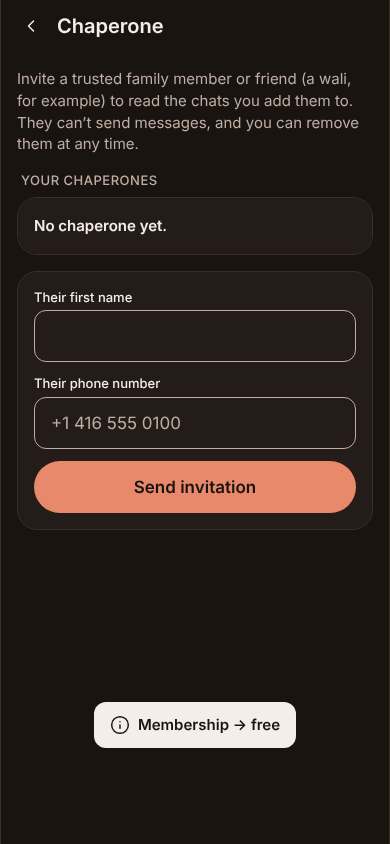 Chaperone
Invite a trusted family member or friend (a wali,
for example) to read the chats you add them to.
They can’t send messages, and you can remove
them at any time.
YOUR CHAPERONES
No chaperone yet.
Their first name
Their phone number
+1 416 555 0100
Send invitation
Membership → free